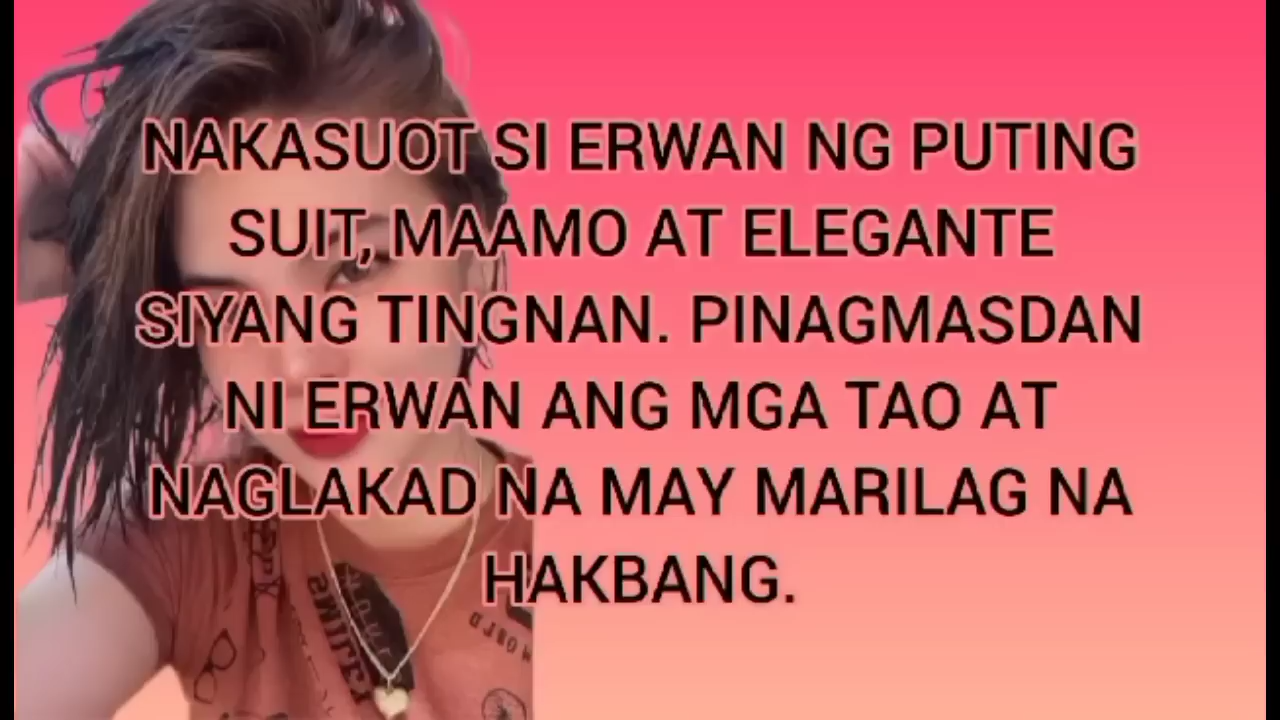 NAKASUOT SI ERWAN NG PUTING
SUIT, MAAMO AT ELEGANTE
SIYANG TINGNAN. PINAGMASDAN
NI ERWAN ANG MGA TAO AT
NAGLAKAD NA MAY MARILAG NA
HAKBANG.